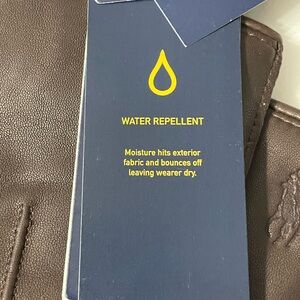 WATER REPELLENT
Moisture hits exterior
fabric and bounces off
leaving wearer dry.